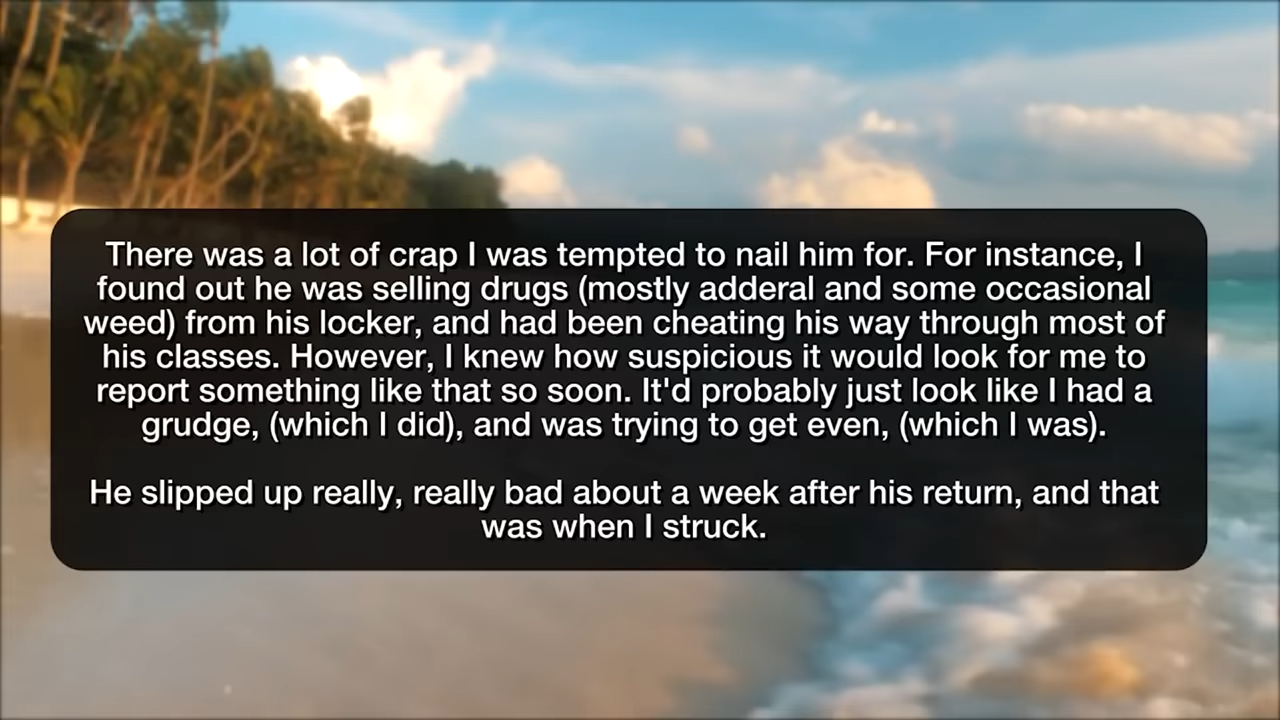 There was a lot of crap I was tempted to nail him for. For instance, I
found out he was selling drugs (mostly adderal and some occasional
weed) from his locker, and had been cheating his way through most of
his classes. However, I knew how suspicious it would look for me to
report something like that so soon. It'd probably just look like I had a
grudge, (which I did), and was trying to get even, (which I was).
He slipped up really, really bad about a week after his return, and that
was when I struck.